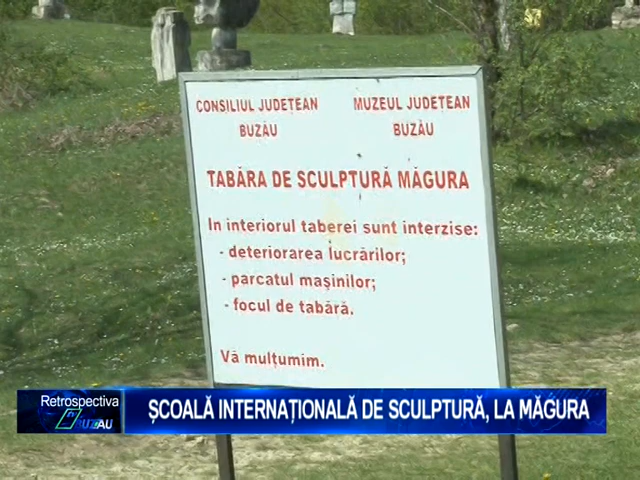 CONSILIUL JUDEȚEAN
BUZĂU
MUZEUL JUDEȚEAN
BUZĂU
TABĂRA DE SCULPTURĂ MĂGURA
In interiorul taberei sunt interzise:
- deteriorarea lucrărilor;
- parcatul mașinilor;
- focul de tabără.
Vă mulțumim.
Retrospectiva
BUZAU
ȘCOALĂ INTERNAȚIONALĂ DE SCULPTURĂ, LA MĂGURA